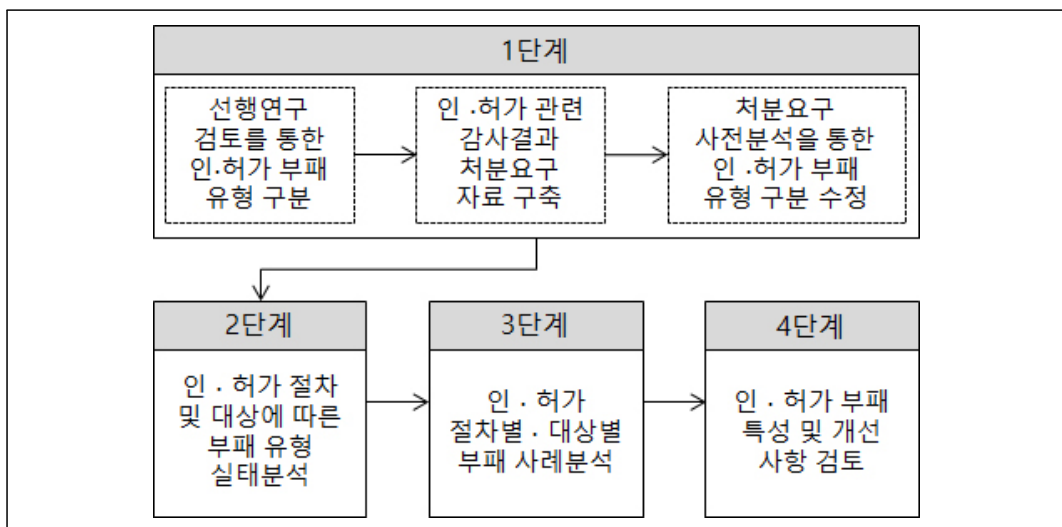 1단계
선행연구
검토를 통한
인·허가 부패
유형 구분
인 ·허가 관련
감사결과
처분요구
자료 구축
처분요구
사전분석을 통한
인 ·허가 부패
유형 구분 수정
2단계
인 · 허가 절차
및 대상에 따른
부패 유형
실태분석
3단계
인 · 허가
절차별 · 대상별
부패 사례분석
4단계
인 · 허가 부패
특성 및 개선
사항 검토